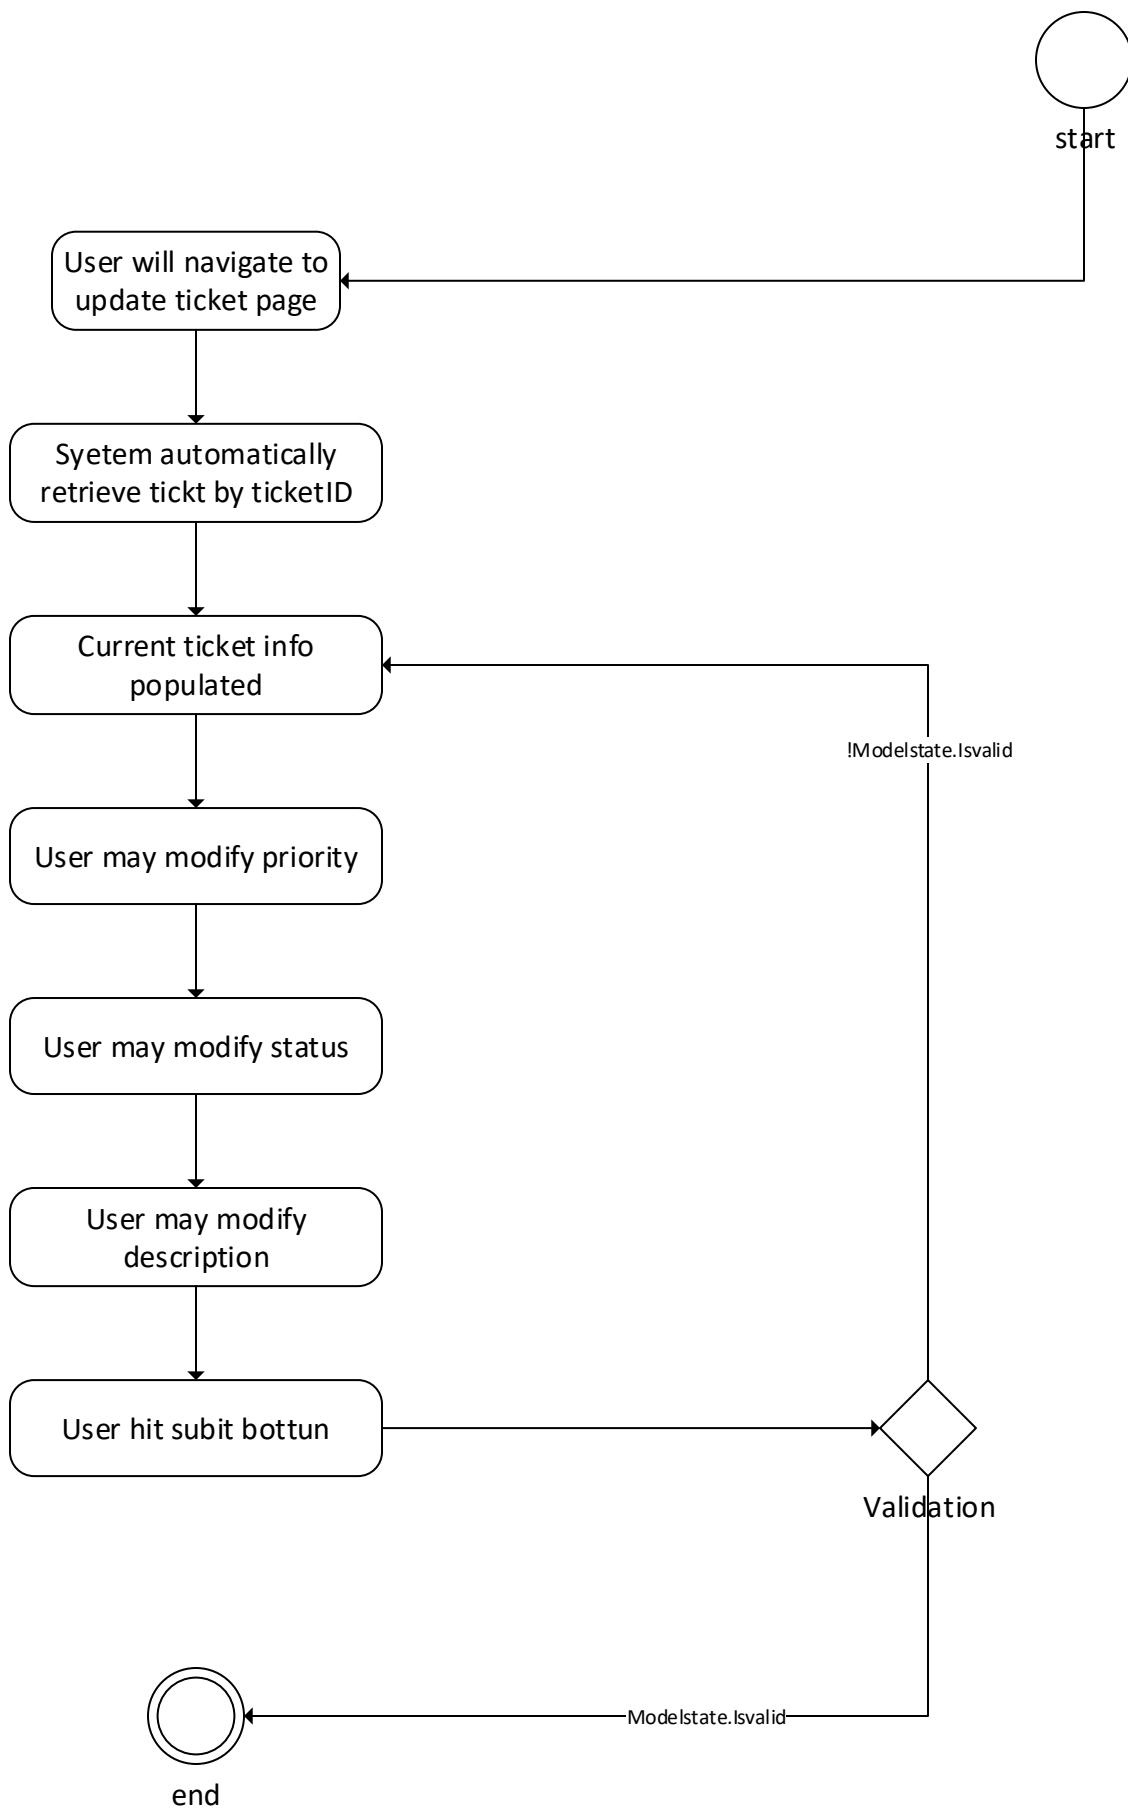 start
User will navigate to
update ticket page
Syetem automatically
retrieve tickt by ticketID
Current ticket info
populated
!Modelstate.Isvalid
User may modify priority
User may modify status
User may modify
description
User hit subit bottun
Validation
Modelstate.Isvalid
end